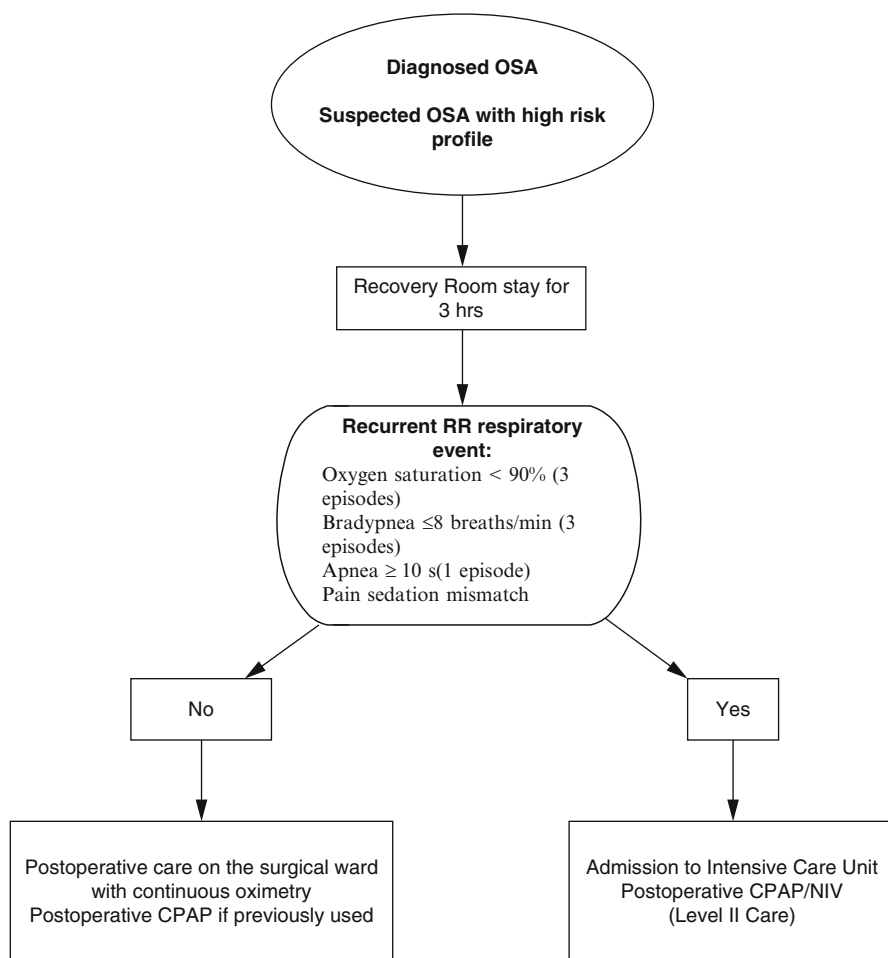 Diagnosed OSA
Suspected OSA with high risk
profile
Recovery Room stay for
3 hrs
Recurrent RR respiratory
event:
Oxygen saturation < 90% (3
episodes)
Bradypnea ≤8 breaths/min (3
episodes)
Apnea ≥ 10 s(1 episode)
Pain sedation mismatch
No
Yes
Postoperative care on the surgical ward
with continuous oximetry
Postoperative CPAP if previously used
Admission to Intensive Care Unit
Postoperative CPAP/NIV
(Level II Care)